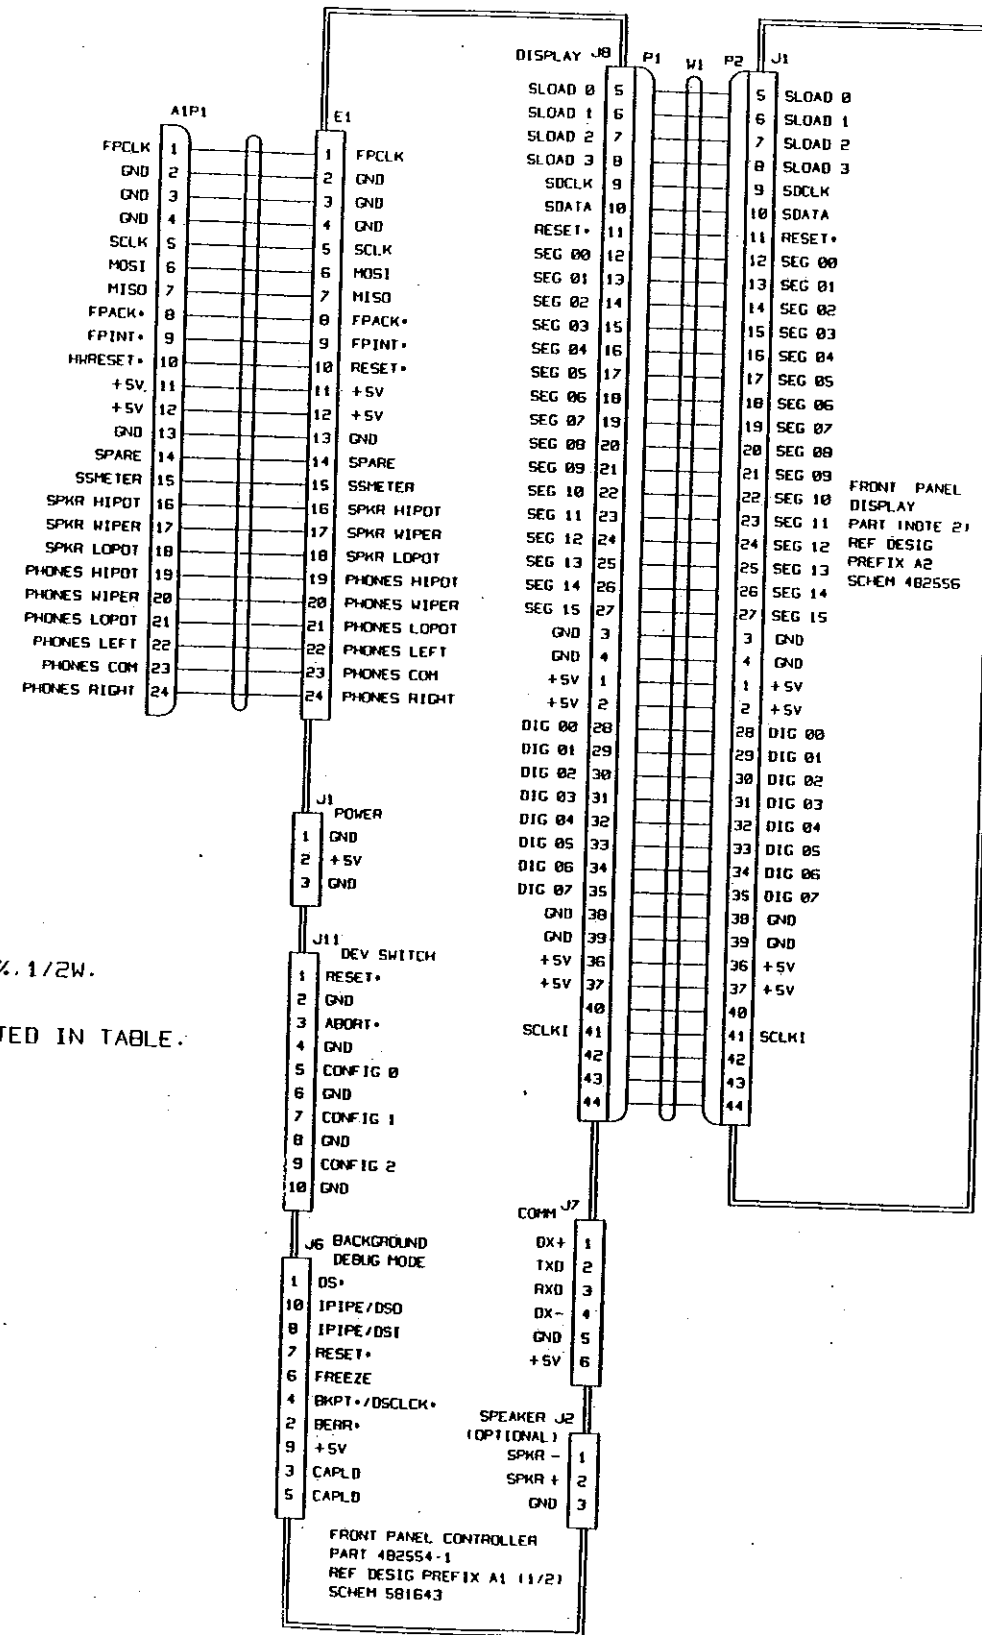 A1P1
FPCLK 1
GND 2
GND 3
GND 4
SCLK 5
MOSI 6
MISO 7
FPACK* 8
FPINT* 9
HWRESET* 10
+5V 11
+5V 12
GND 13
SPARE 14
SSMETER 15
SPKR HIPOT 16
SPKR WIPER 17
SPKR LOPOT 18
PHONES HIPOT 19
PHONES WIPER 20
PHONES LOPOT 21
PHONES LEFT 22
PHONES COM 23
PHONES RIGHT 24
E1
1 FPCLK
2 GND
3 GND
4 GND
5 SCLK
6 MOSI
7 MISO
8 FPACK*
9 FPINT*
10 RESET*
11 +5V
12 +5V
13 GND
14 SPARE
15 SSMETER
16 SPKR HIPOT
17 SPKR WIPER
18 SPKR LOPOT
19 PHONES HIPOT
20 PHONES WIPER
21 PHONES LOPOT
22 PHONES LEFT
23 PHONES COM
24 PHONES RIGHT
J1
POWER
1 GND
2 +5V
3 GND
%. 1/2W.
TED IN TABLE.
J11
DEV SWITCH
1 RESET*
2 GND
3 ABORT*
4 GND
5 CONFIG 0
6 GND
7 CONFIG 1
8 GND
9 CONFIG 2
10 GND
J6 BACKGROUND
DEBUG MODE
1 DS*
10 IPIPE/DSO
8 IPIPE/DSI
7 RESET*
6 FREEZE
4 BKPT*/DSCLCK*
2 BERR*
9 +5V
3 CAPLD
5 CAPLD
FRONT PANEL CONTROLLER
PART 482554-1
REF DESIG PREFIX A1 (1/2)
SCHEM 581643
DISPLAY J8
SLOAD 0 5
SLOAD 1 6
SLOAD 2 7
SLOAD 3 8
SDCLK 9
SDATA 10
RESET* 11
SEG 00 12
SEG 01 13
SEG 02 14
SEG 03 15
SEG 04 16
SEG 05 17
SEG 06 18
SEG 07 19
SEG 08 20
SEG 09 21
SEG 10 22
SEG 11 23
SEG 12 24
SEG 13 25
SEG 14 26
SEG 15 27
GND 3
GND 4
+5V 1
+5V 2
DIG 00 28
DIG 01 29
DIG 02 30
DIG 03 31
DIG 04 32
DIG 05 33
DIG 06 34
DIG 07 35
GND 38
GND 39
+5V 36
+5V 37
40
SCLKI 41
42
43
44
P1
W1
P2
J1
5 SLOAD 0
6 SLOAD 1
7 SLOAD 2
8 SLOAD 3
9 SDCLK
10 SDATA
11 RESET*
12 SEG 00
13 SEG 01
14 SEG 02
15 SEG 03
16 SEG 04
17 SEG 05
18 SEG 06
19 SEG 07
20 SEG 08
21 SEG 09
22 SEG 10
23 SEG 11
24 SEG 12
25 SEG 13
26 SEG 14
27 SEG 15
3 GND
4 GND
1 +5V
2 +5V
28 DIG 00
29 DIG 01
30 DIG 02
31 DIG 03
32 DIG 04
33 DIG 05
34 DIG 06
35 DIG 07
38 GND
39 GND
36 +5V
37 +5V
40
41 SCLKI
42
43
44
FRONT PANEL
DISPLAY
PART (NOTE 2)
REF DESIG
PREFIX A2
SCHEM 482556
COMM J7
DX+ 1
TXD 2
RXD 3
DX- 4
GND 5
+5V 6
SPEAKER J2
(OPTIONAL)
SPKR - 1
SPKR + 2
GND 3